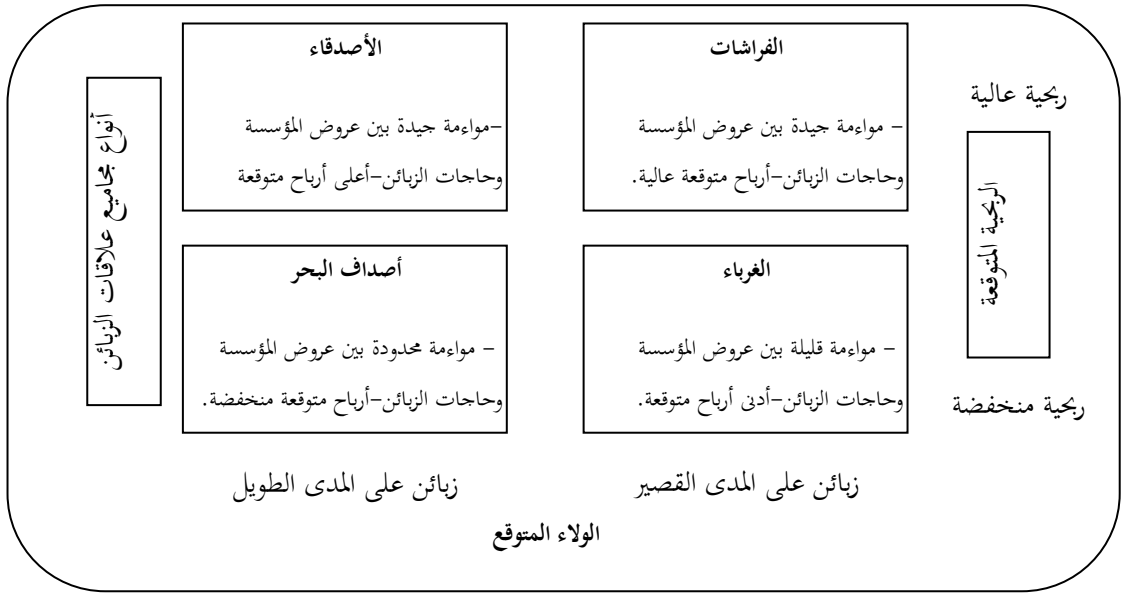 ربحية عالية
الربحية المتوقعة
ربحية منخفضة
الفراشات
– مواءمة جيدة بين عروض المؤسسة
وحاجات الزبائن–أرباح متوقعة عالية.
الأصدقاء
–مواءمة جيدة بين عروض المؤسسة
وحاجات الزبائن–أعلى أرباح متوقعة
الغرباء
– مواءمة قليلة بين عروض المؤسسة
وحاجات الزبائن–أدنى أرباح متوقعة.
أصداف البحر
– مواءمة محدودة بين عروض المؤسسة
وحاجات الزبائن–أرباح متوقعة منخفضة.
أنواع مجاميع علاقات الزبائن
زبائن على المدى القصير
زبائن على المدى الطويل
الولاء المتوقع